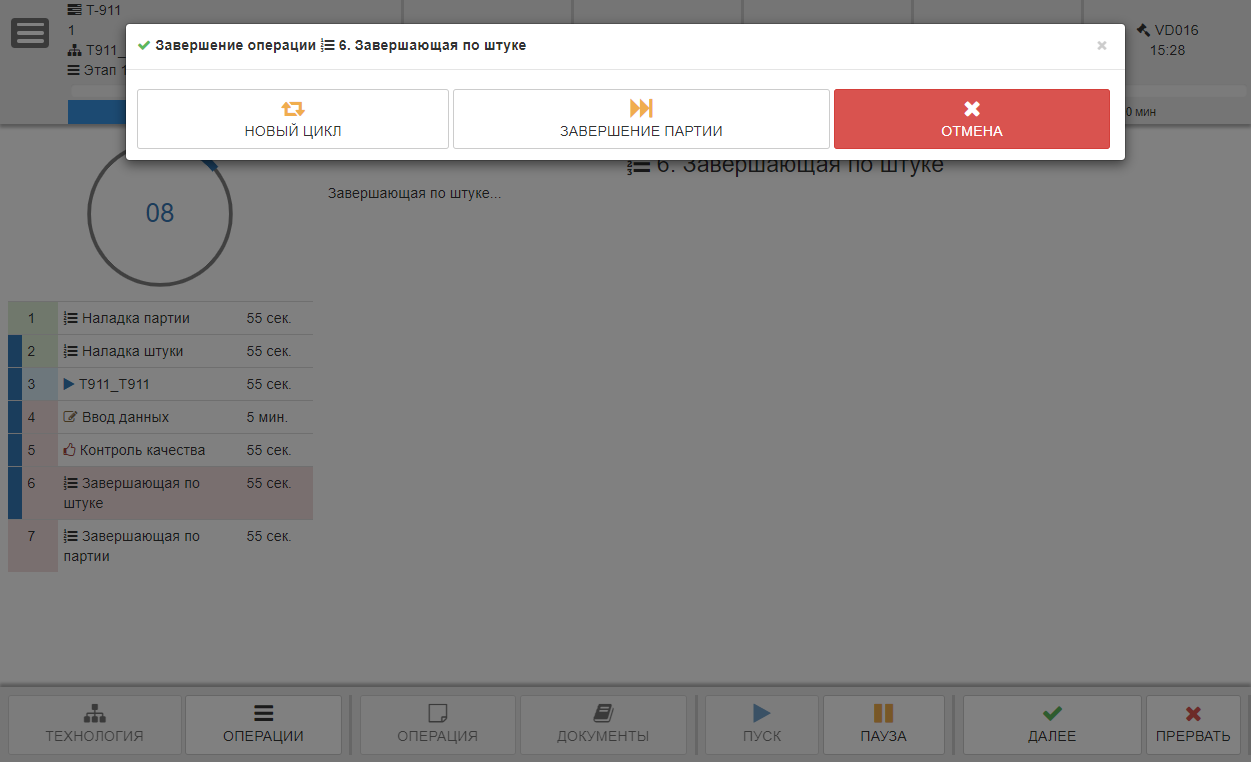 Т-911
1
Т911_
Этап 1
VD016
15:28
0 мин
Завершение операции 6. Завершающая по штуке
НОВЫЙ ЦИКЛ
ЗАВЕРШЕНИЕ ПАРТИИ
ОТМЕНА
6. Завершающая по штуке
Завершающая по штуке...
08
1 Наладка партии 55 сек.
2 Наладка штуки 55 сек.
3 Т911_Т911 55 сек.
4 Ввод данных 5 мин.
5 Контроль качества 55 сек.
6 Завершающая по 55 сек.
штуке
7 Завершающая по 55 сек.
партии
ТЕХНОЛОГИЯ
ОПЕРАЦИИ
ОПЕРАЦИЯ
ДОКУМЕНТЫ
ПУСК
ПАУЗА
ДАЛЕЕ
ПРЕРВАТЬ